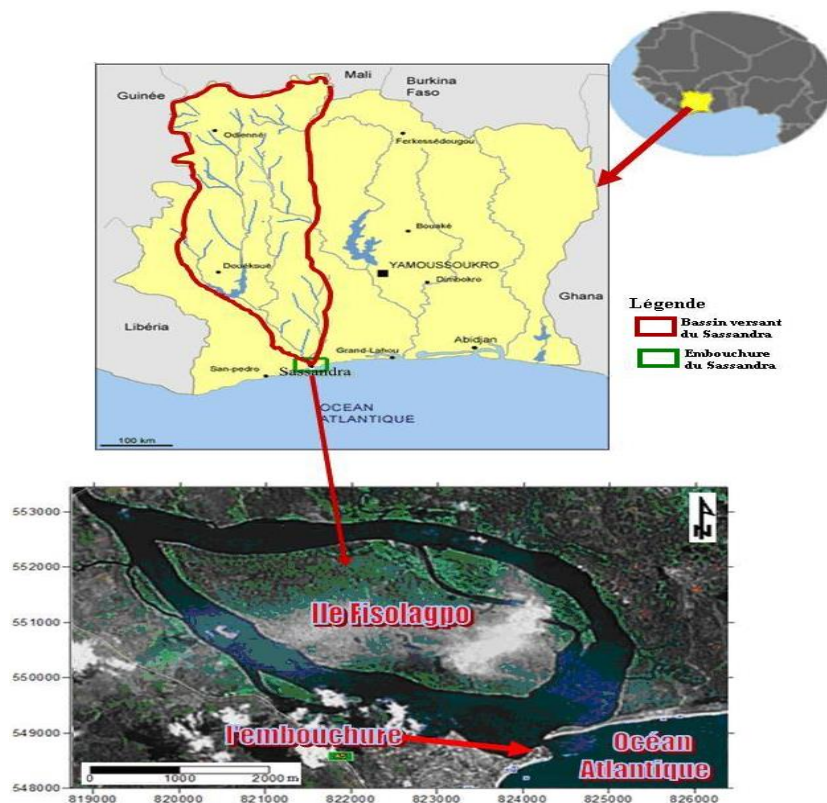 Mali
Burkina
Faso
Guinée
Odienné
Ferkessédougou
Bouaké
YAMOUSSOUKRO
Dimbokro
Ghana
Libéria
Abidjan
Grand-Lahou
San-pedro
Sassandra
OCEAN
ATLANTIQUE
100 km
Légende
Bassin versant
du Sassandra
Embouchure
du Sassandra
553000
552000
551000
550000
549000
548000
N
Ile Fisolagpo
l'embouchure
Océan
Atlantique
0 1000 2000 m
819000 820000 821000 822000 823000 824000 825000 826000